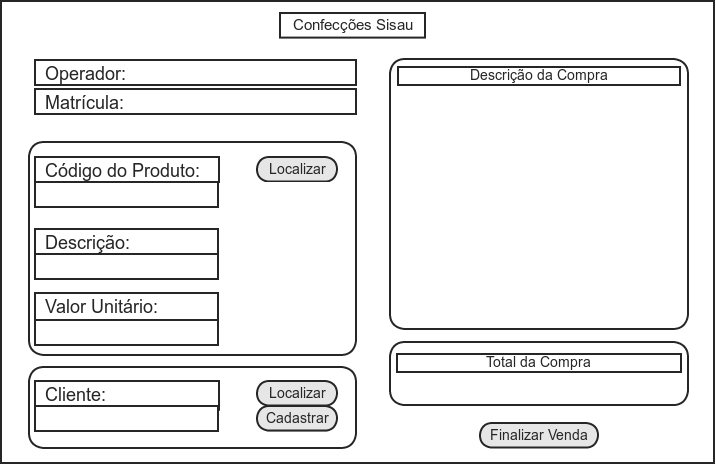 Confecções Sisau
Operador:
Matrícula:
Código do Produto:
Localizar
Descrição:
Valor Unitário:
Cliente:
Localizar
Cadastrar
Descrição da Compra
Total da Compra
Finalizar Venda